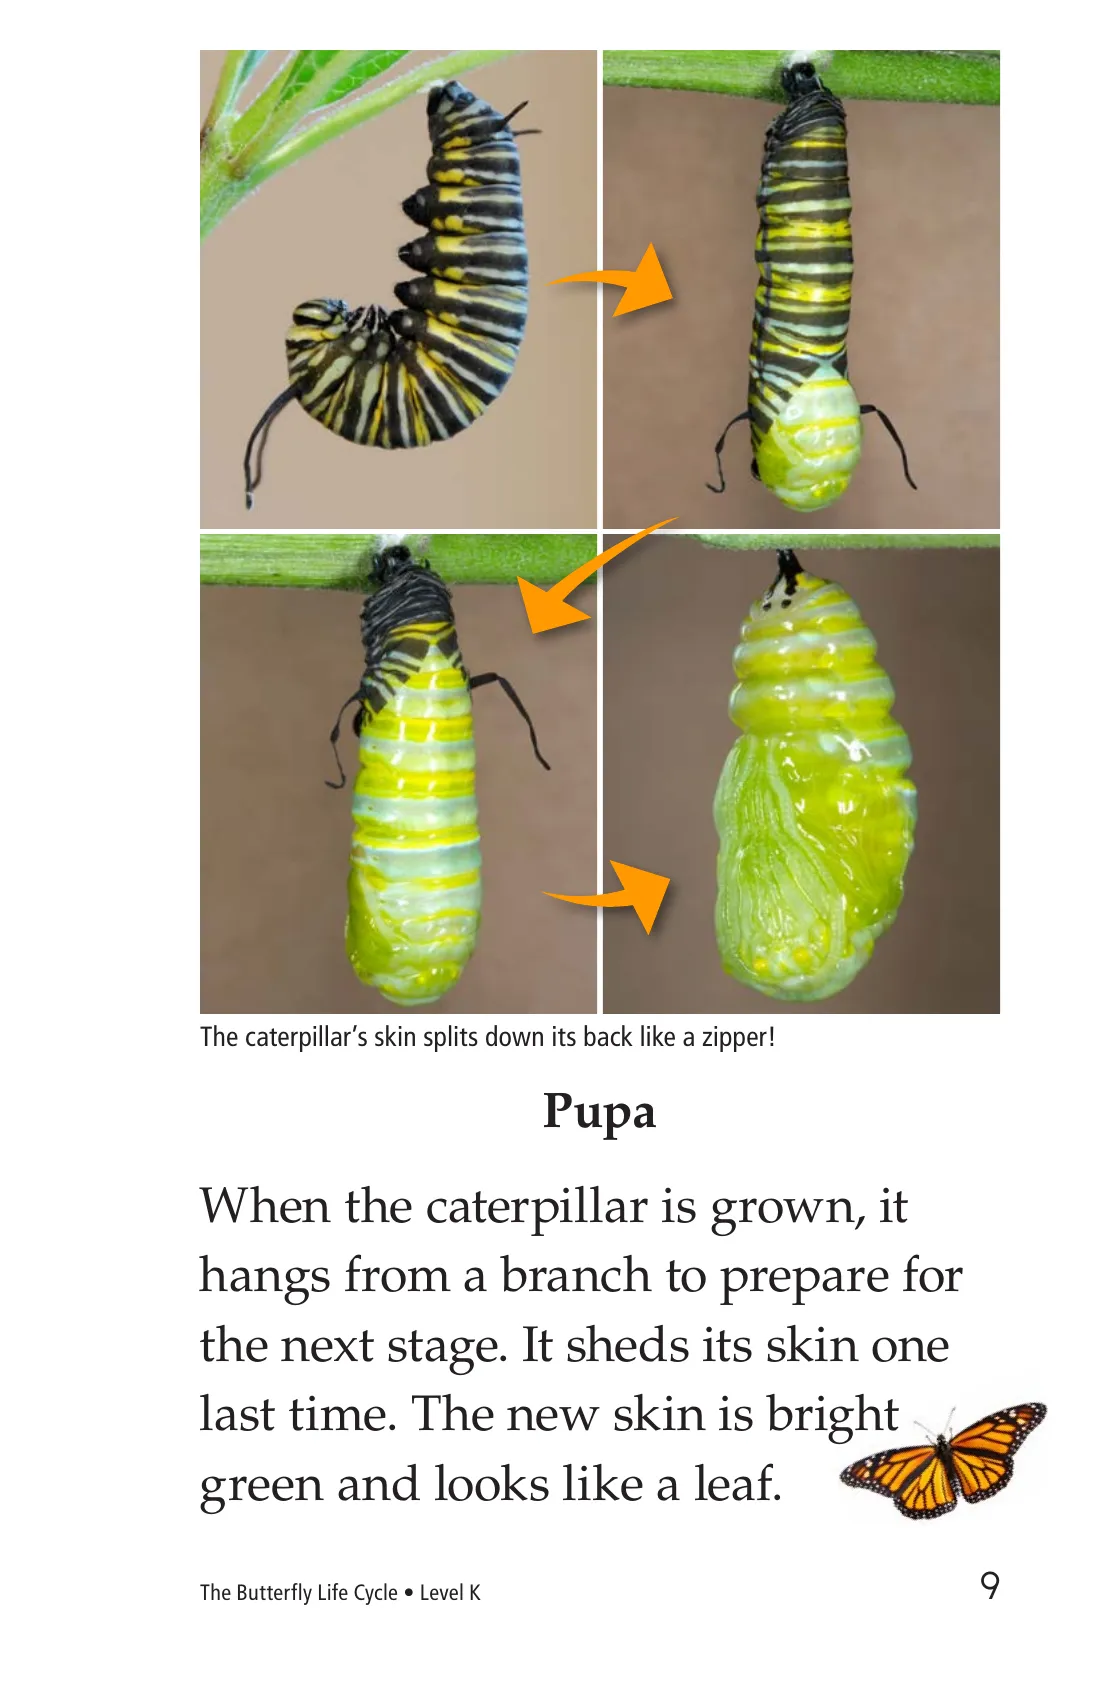 The caterpillar’s skin splits down its back like a zipper!
Pupa
When the caterpillar is grown, it
hangs from a branch to prepare for
the next stage. It sheds its skin one
last time. The new skin is bright
green and looks like a leaf.
The Butterfly Life Cycle • Level K
9